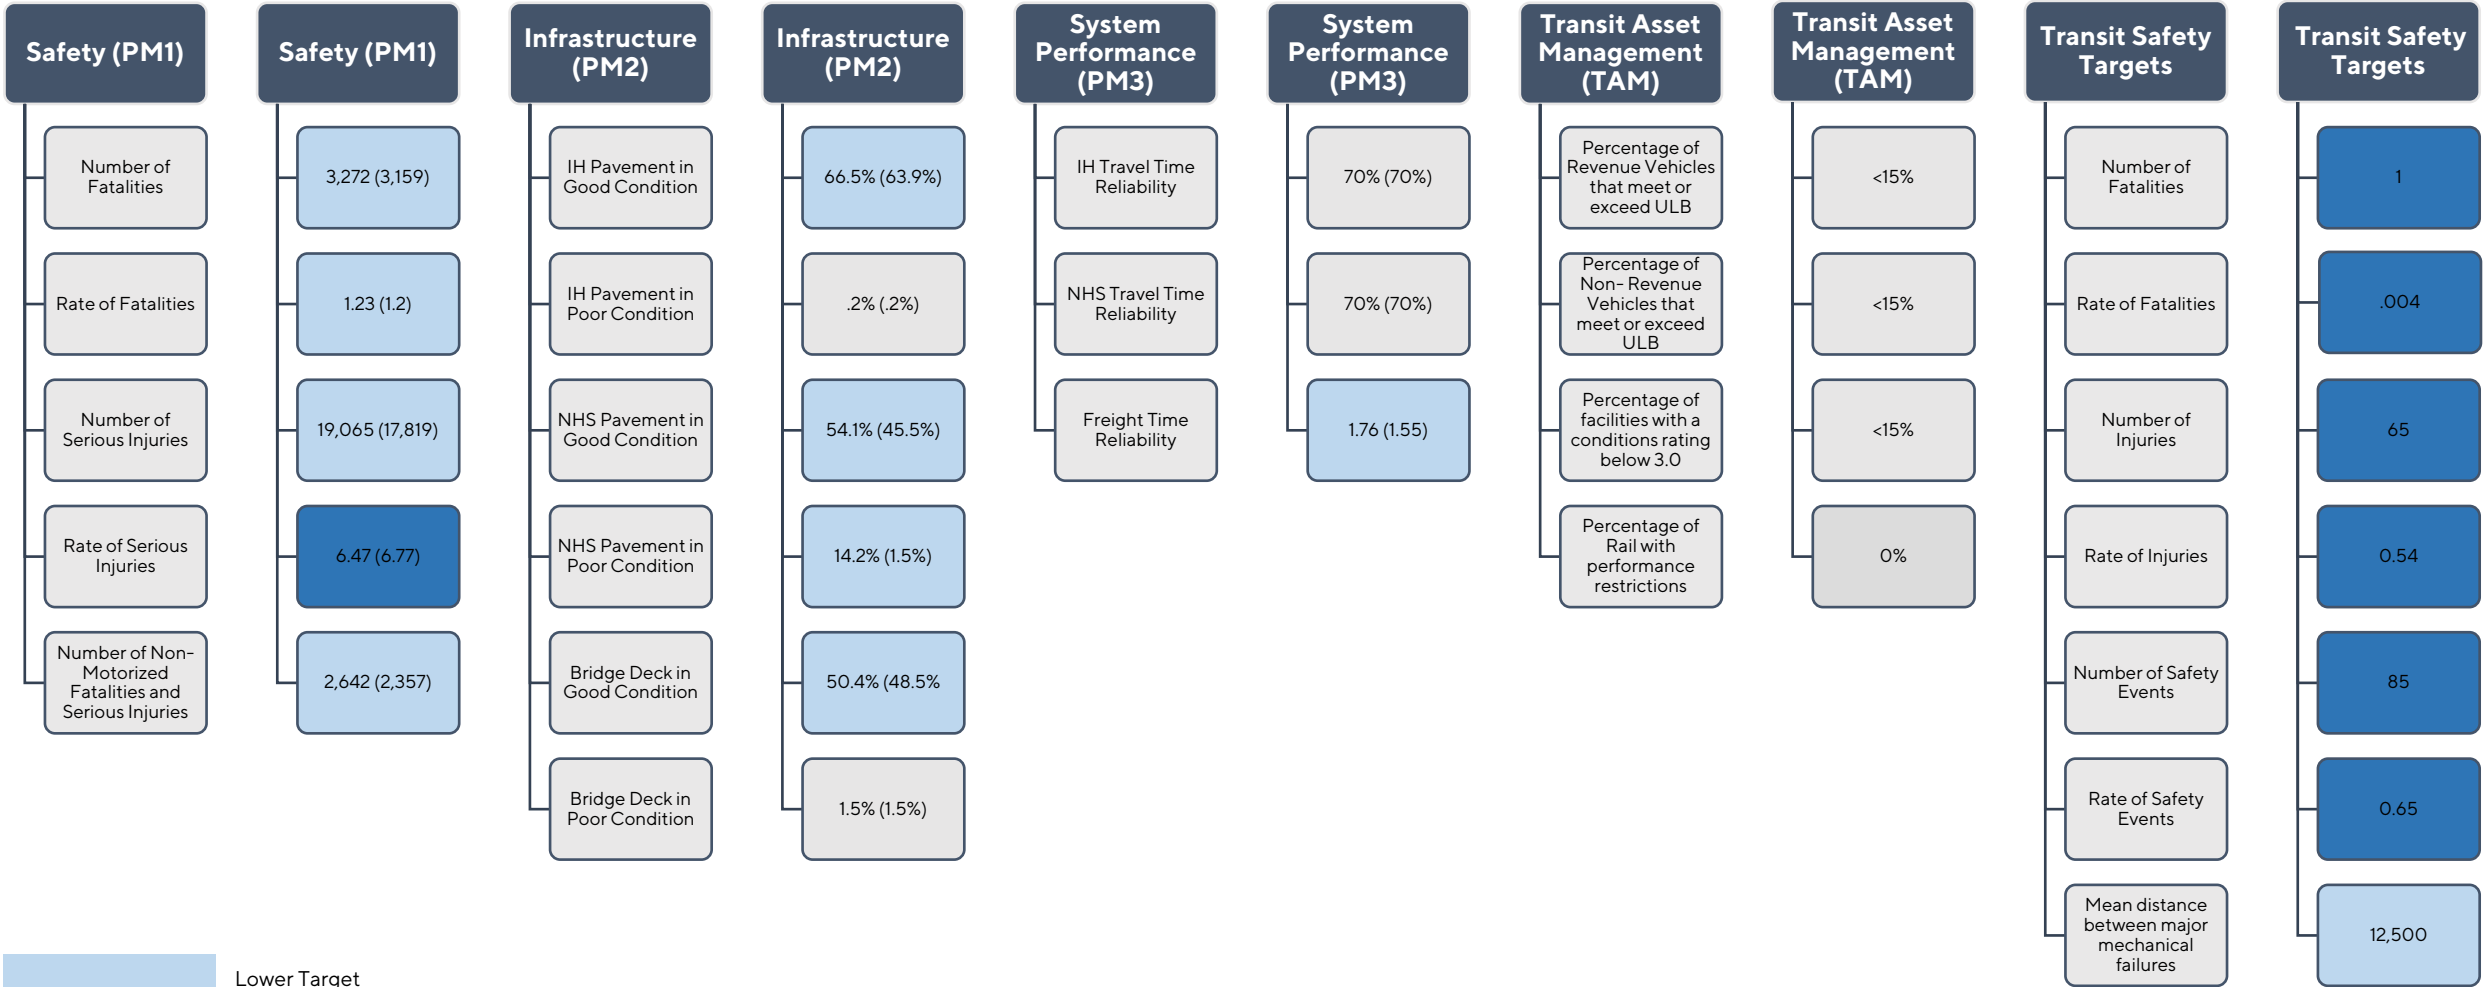 Safety (PM1)
Number of
Fatalities
Rate of Fatalities
Number of
Serious Injuries
Rate of Serious
Injuries
Number of Non-
Motorized
Fatalities and
Serious Injuries
Safety (PM1)
3,272 (3,159)
1.23 (1.2)
19,065 (17,819)
6.47 (6.77)
2,642 (2,357)
Infrastructure
(PM2)
IH Pavement in
Good Condition
IH Pavement in
Poor Condition
NHS Pavement in
Good Condition
NHS Pavement in
Poor Condition
Bridge Deck in
Good Condition
Bridge Deck in
Poor Condition
Infrastructure
(PM2)
66.5% (63.9%)
.2% (.2%)
54.1% (45.5%)
14.2% (1.5%)
50.4% (48.5%
1.5% (1.5%)
System
Performance
(PM3)
IH Travel Time
Reliability
NHS Travel Time
Reliability
Freight Time
Reliability
System
Performance
(PM3)
70% (70%)
70% (70%)
1.76 (1.55)
Transit Asset
Management
(TAM)
Percentage of
Revenue Vehicles
that meet or
exceed ULB
Percentage of
Non- Revenue
Vehicles that
meet or exceed
ULB
Percentage of
facilities with a
conditions rating
below 3.0
Percentage of
Rail with
performance
restrictions
Transit Asset
Management
(TAM)
<15%
<15%
<15%
0%
Transit Safety
Targets
Number of
Fatalities
Rate of Fatalities
Number of
Injuries
Rate of Injuries
Number of Safety
Events
Rate of Safety
Events
Mean distance
between major
mechanical
failures
Transit Safety
Targets
1
.004
65
0.54
85
0.65
12,500
Lower Target